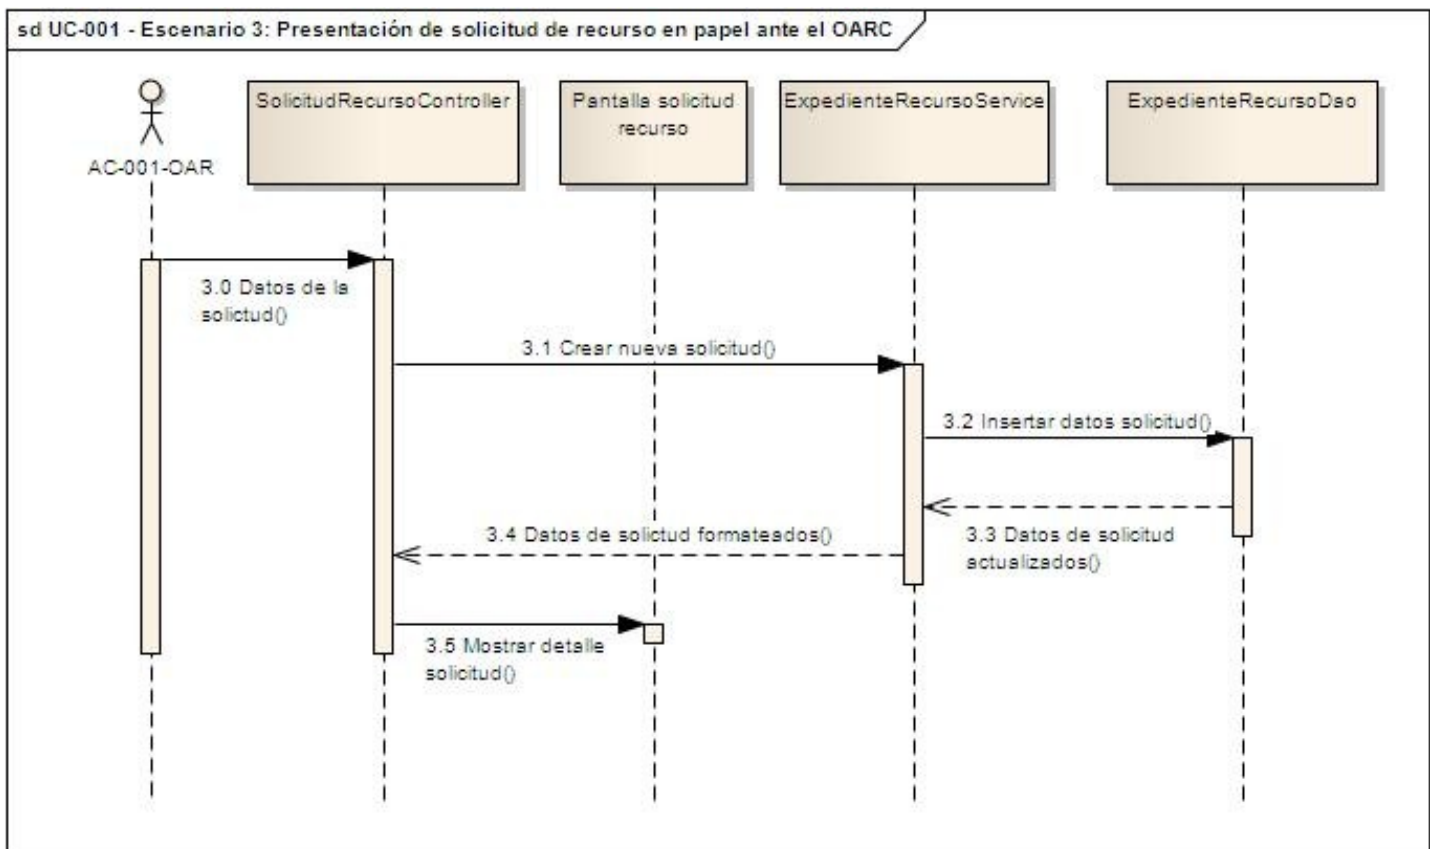 sd UC-001 - Escenario 3: Presentación de solicitud de recurso en papel ante el OARC
AC-001-OAR
SolicitudRecursoController
Pantalla solicitud
recurso
ExpedienteRecursoService
ExpedienteRecursoDao
3.0 Datos de la
solictud()
3.1 Crear nueva solicitud()
3.2 Insertar datos solicitud()
3.3 Datos de solicitud
actualizados()
3.4 Datos de solictud formateados()
3.5 Mostrar detalle
solicitud()